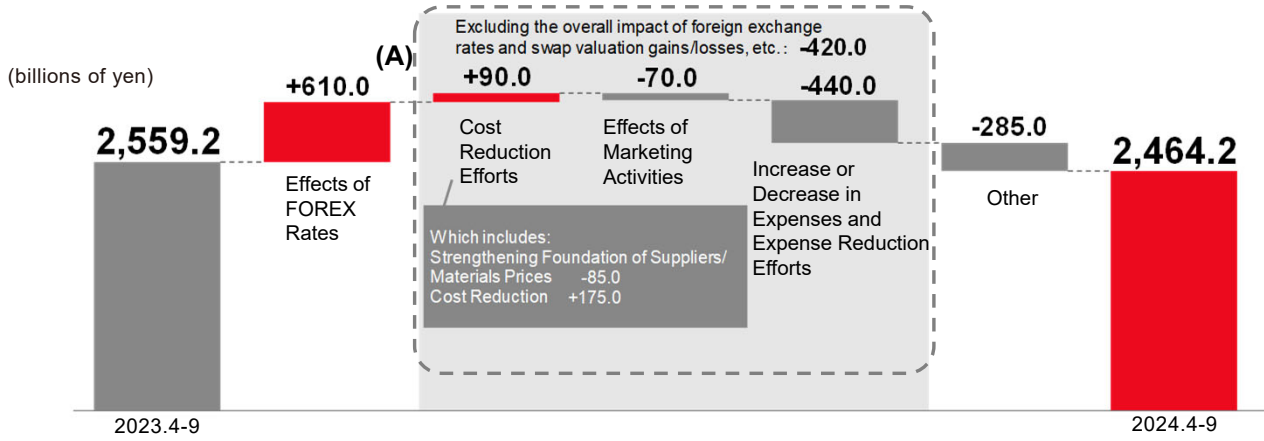 Excluding the overall impact of foreign exchange
rates and swap valuation gains/losses, etc.: -420.0
(A)
(billions of yen)
+610.0
+90.0
-70.0
-440.0
-285.0
2,559.2
2,464.2
Effects of
FOREX
Rates
Cost
Reduction
Efforts
Effects of
Marketing
Activities
Increase or
Decrease in
Expenses and
Expense Reduction
Efforts
Other
Which includes:
Strengthening Foundation of Suppliers/
Materials Prices -85.0
Cost Reduction +175.0
2023.4-9
2024.4-9